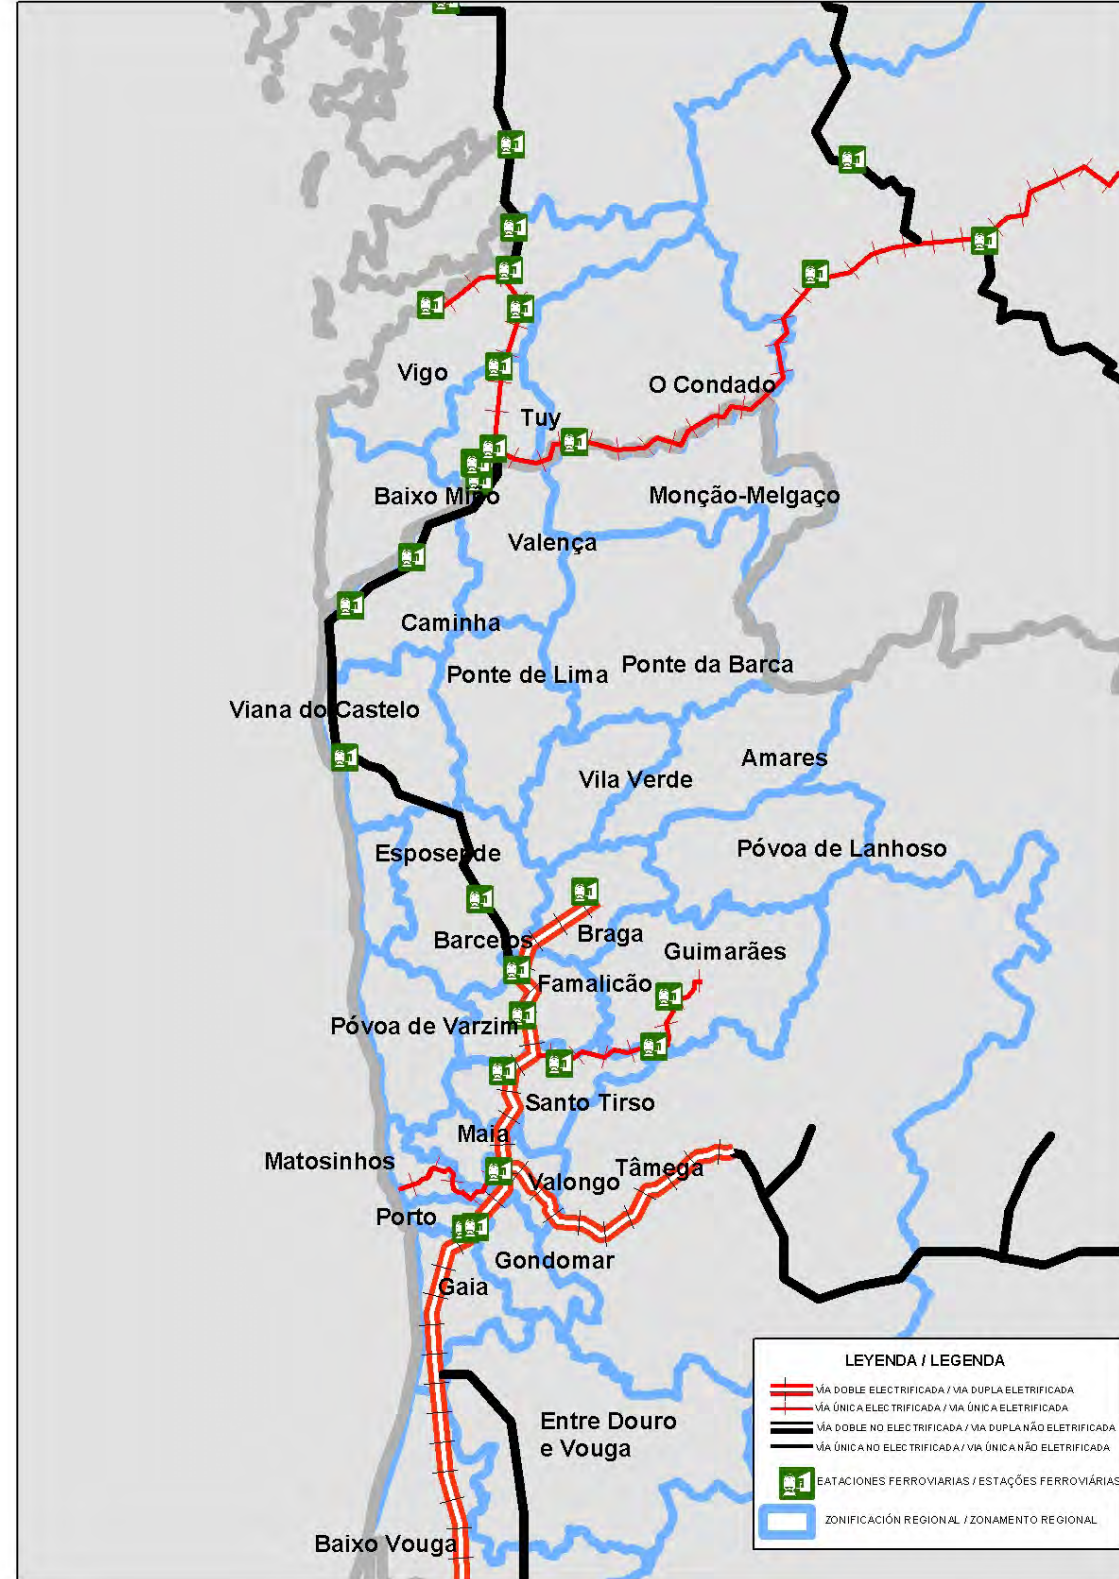 Vigo
O Condado
Tuy
Baixo Miño
Monção-Melgaço
Valença
Caminha
Ponte de Lima
Ponte da Barca
Viana do Castelo
Amares
Vila Verde
Esposende
Póvoa de Lanhoso
Barcelos
Braga
Guimarães
Famalicão
Póvoa de Varzim
Santo Tirso
Maia
Matosinhos
Valongo
Tâmega
Porto
Gondomar
Gaia
Entre Douro
e Vouga
Baixo Vouga
LEYENDA / LEGENDA
VÍA DOBLE ELECTRIFICADA / VIA DUPLA ELETRIFICADA
VÍA ÚNICA ELECTRIFICADA / VIA ÚNICA ELETRIFICADA
VÍA DOBLE NO ELECTRIFICADA / VIA DUPLA NÃO ELETRIFICADA
VÍA ÚNICA NO ELECTRIFICADA / VIA ÚNICA NÃO ELETRIFICADA
EATACIONES FERROVIARIAS / ESTAÇÕES FERROVIÁRIAS
ZONIFICACIÓN REGIONAL / ZONAMENTO REGIONAL